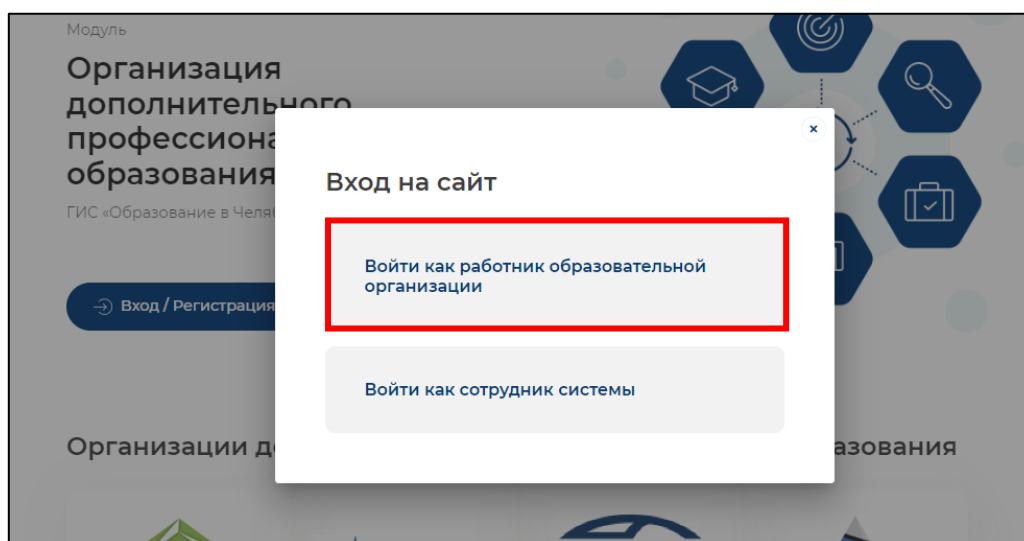 Модуль
Организация
дополнительного
профессиона
образования
ГИС «Образование в Челя
Вход / Регистрация
Вход на сайт
Войти как работник образовательной
организации
Войти как сотрудник системы
Организации д
азования